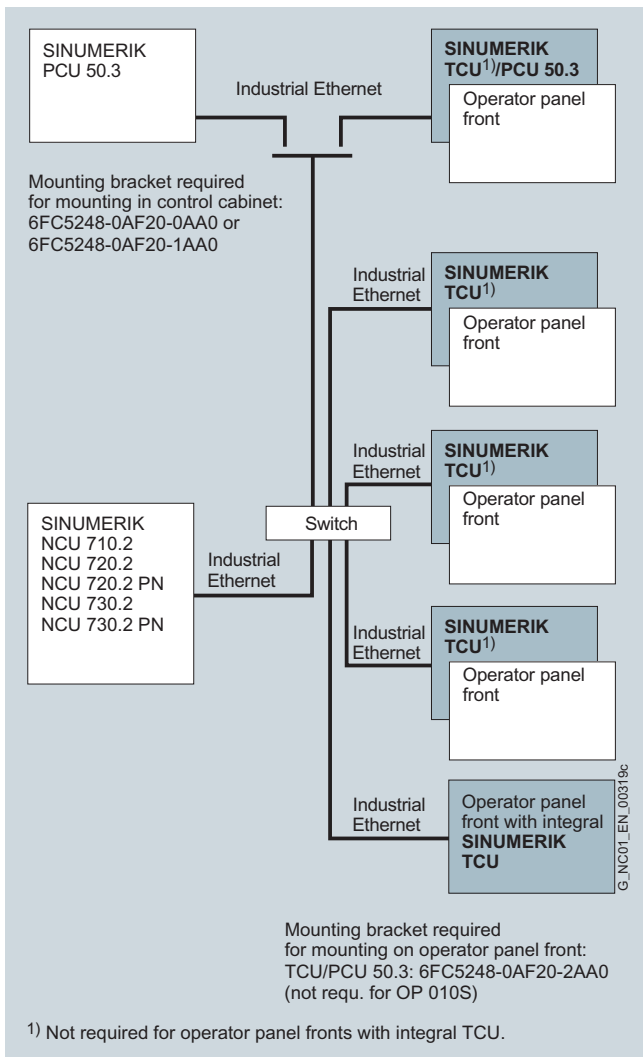 SINUMERIK
PCU 50.3
Industrial Ethernet
SINUMERIK
TCU1)/PCU 50.3
Operator panel
front
Mounting bracket required
for mounting in control cabinet:
6FC5248-0AF20-0AA0 or
6FC5248-0AF20-1AA0
Industrial
Ethernet
SINUMERIK
TCU1)
Operator panel
front
Industrial
Ethernet
SINUMERIK
TCU1)
Operator panel
front
Switch
SINUMERIK
NCU 710.2
NCU 720.2
NCU 720.2 PN
NCU 730.2
NCU 730.2 PN
Industrial
Ethernet
Industrial
Ethernet
SINUMERIK
TCU1)
Operator panel
front
Industrial
Ethernet
Operator panel
front with integral
SINUMERIK
TCU
G_NC01_EN_00319c
Mounting bracket required
for mounting on operator panel front:
TCU/PCU 50.3: 6FC5248-0AF20-2AA0
(not requ. for OP 010S)
1) Not required for operator panel fronts with integral TCU.